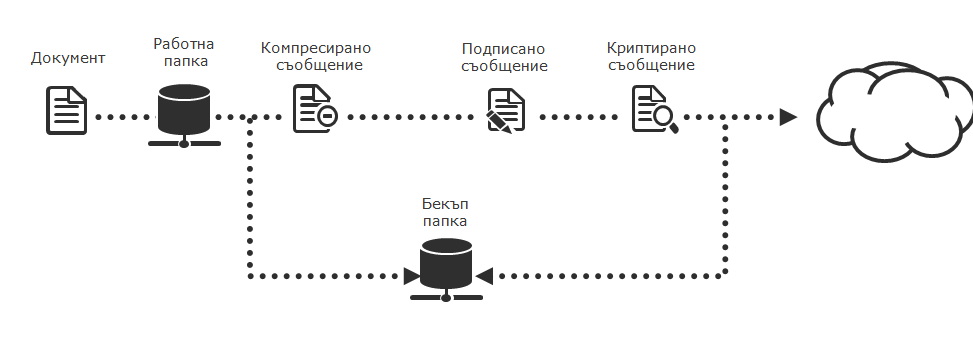 Документ
Работна
папка
Компресирано
съобщение
Подписано
съобщение
Криптирано
съобщение
Бекъп
папка